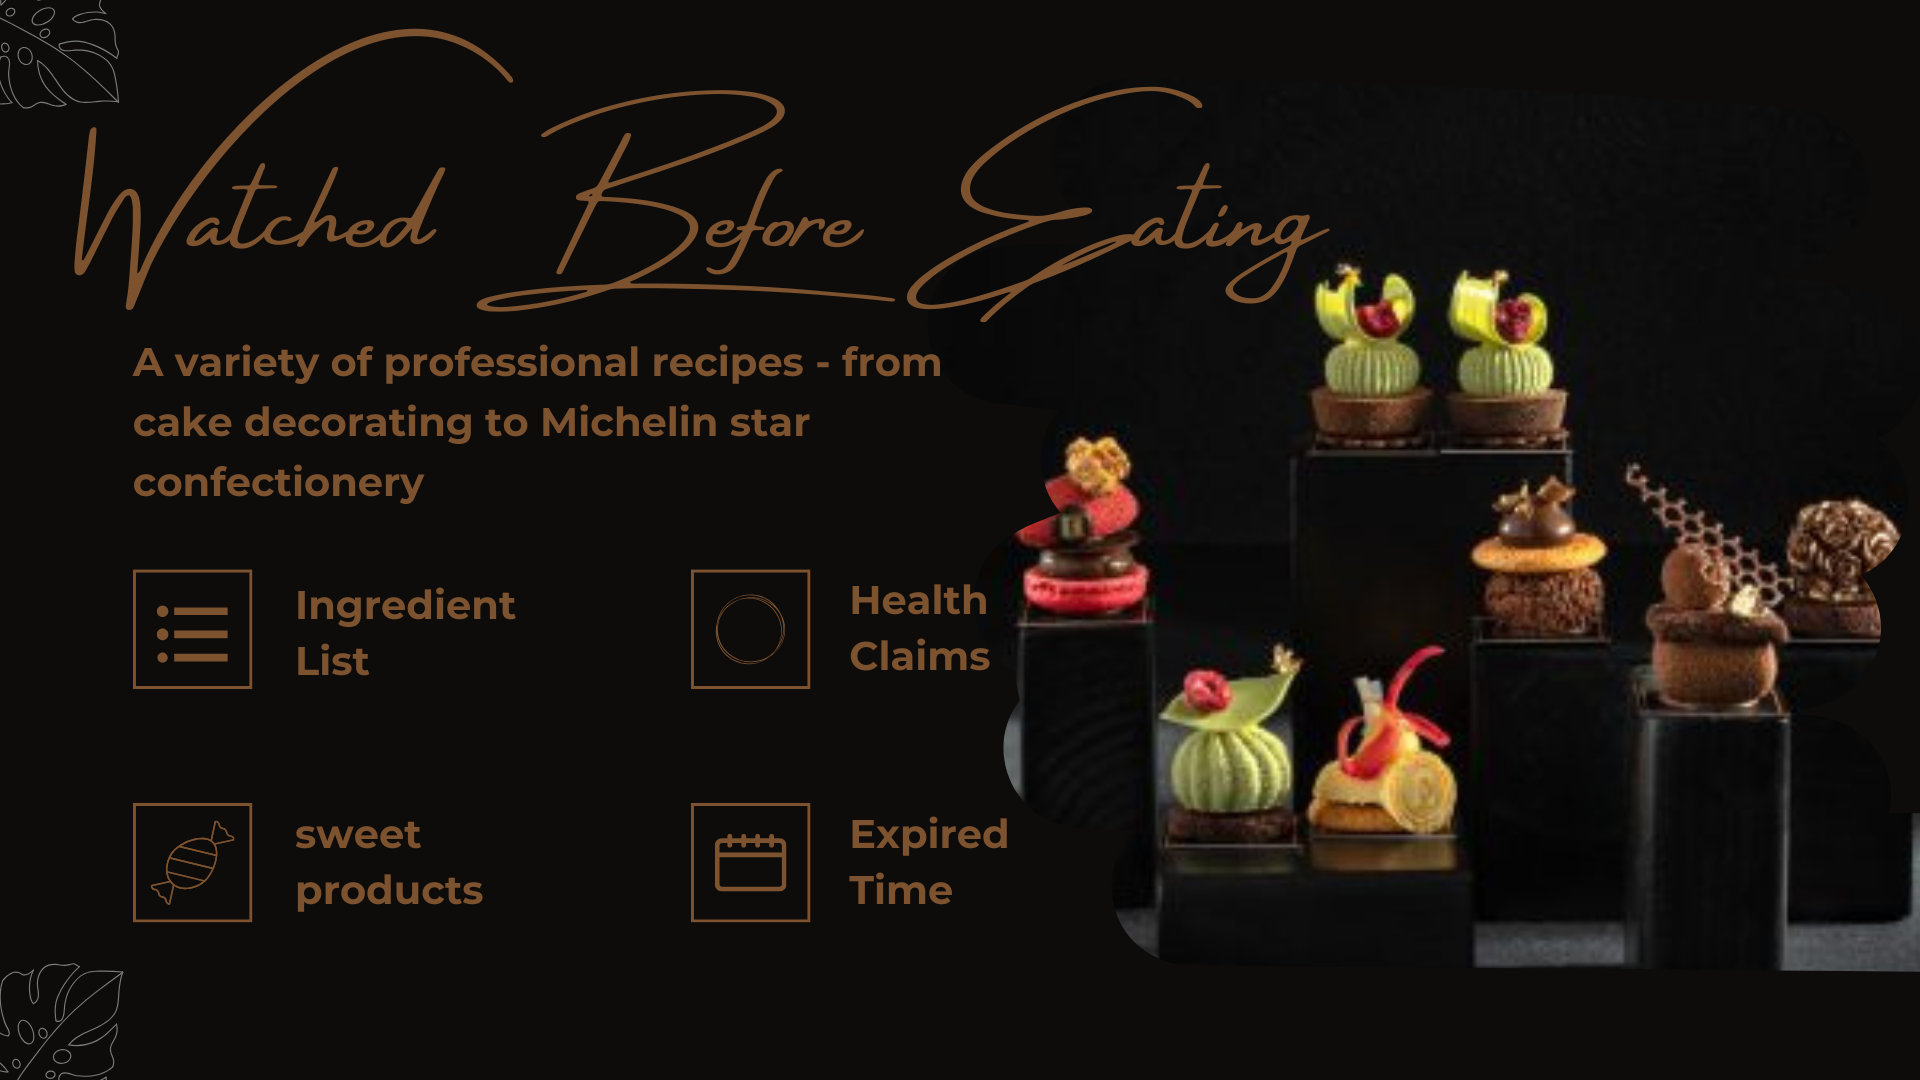 Watched Before Eating
A variety of professional recipes - from
cake decorating to Michelin star
confectionery
Ingredient
List
Health
Claims
sweet
products
Expired
Time